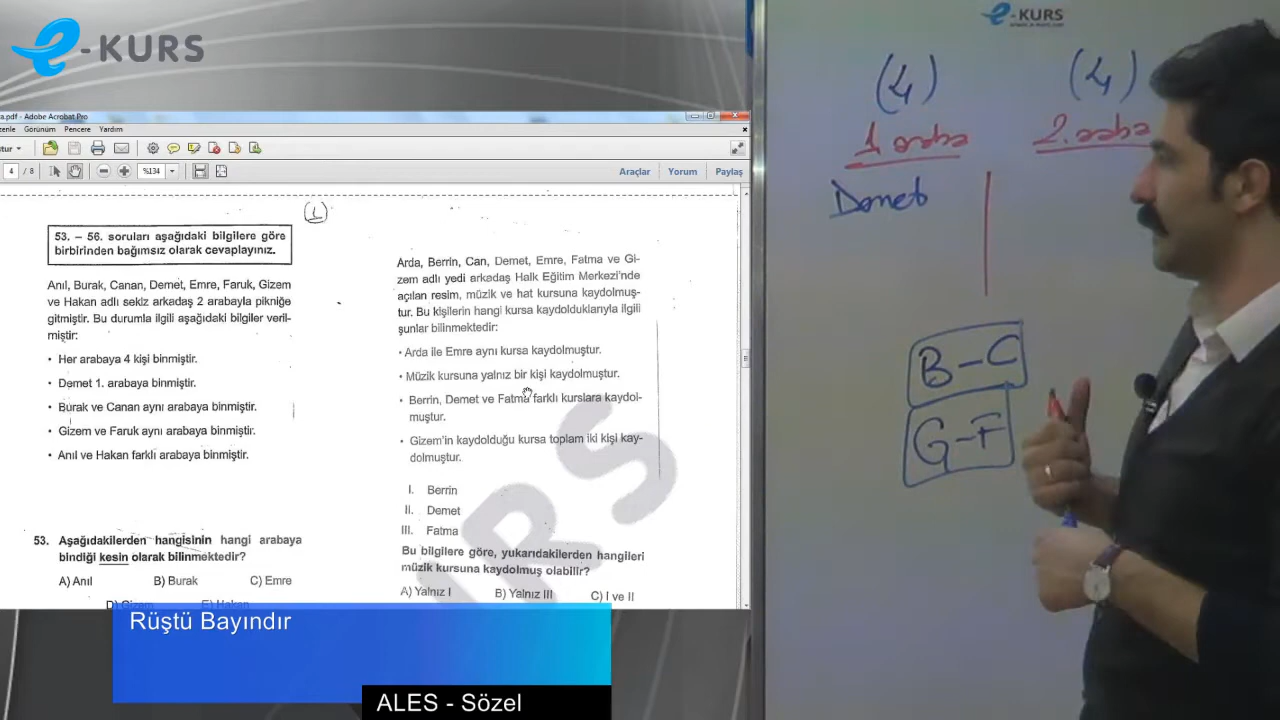 e-KURS
a.pdf - Adobe Acrobat Pro
enle Görünüm Pencere Yardım
tur
4 / 8 %134 Araçlar Yorum Paylaş
53. – 56. soruları aşağıdaki bilgilere göre
birbirinden bağımsız olarak cevaplayınız.
Anıl, Burak, Canan, Demet, Emre, Faruk, Gizem
ve Hakan adlı sekiz arkadaş 2 arabayla pikniğe
gitmiştir. Bu durumla ilgili aşağıdaki bilgiler veril-
miştir:
• Her arabaya 4 kişi binmiştir.
• Demet 1. arabaya binmiştir.
• Burak ve Canan aynı arabaya binmiştir.
• Gizem ve Faruk aynı arabaya binmiştir.
• Anıl ve Hakan farklı arabaya binmiştir.
53. Aşağıdakilerden hangisinin hangi arabaya
bindiği kesin olarak bilinmektedir?
A) Anıl B) Burak C) Emre
D) Gizem E) Hakan
Arda, Berrin, Can, Demet, Emre, Fatma ve Gi-
zem adlı yedi arkadaş Halk Eğitim Merkezi'nde
açılan resim, müzik ve hat kursuna kaydolmuş-
tur. Bu kişilerin hangi kursa kaydolduklarıyla ilgili
şunlar bilinmektedir:
• Arda ile Emre aynı kursa kaydolmuştur.
• Müzik kursuna yalnız bir kişi kaydolmuştur.
• Berrin, Demet ve Fatma farklı kurslara kaydol-
muştur.
• Gizem'in kaydolduğu kursa toplam iki kişi kay-
dolmuştur.
I. Berrin
II. Demet
III. Fatma
Bu bilgilere göre, yukarıdakilerden hangileri
müzik kursuna kaydolmuş olabilir?
A) Yalnız I B) Yalnız III C) I ve II
URS
Rüştü Bayındır
ALES - Sözel
e-KURS
(4) (4)
1. araba 2. araba
Demet
B – C
G – F